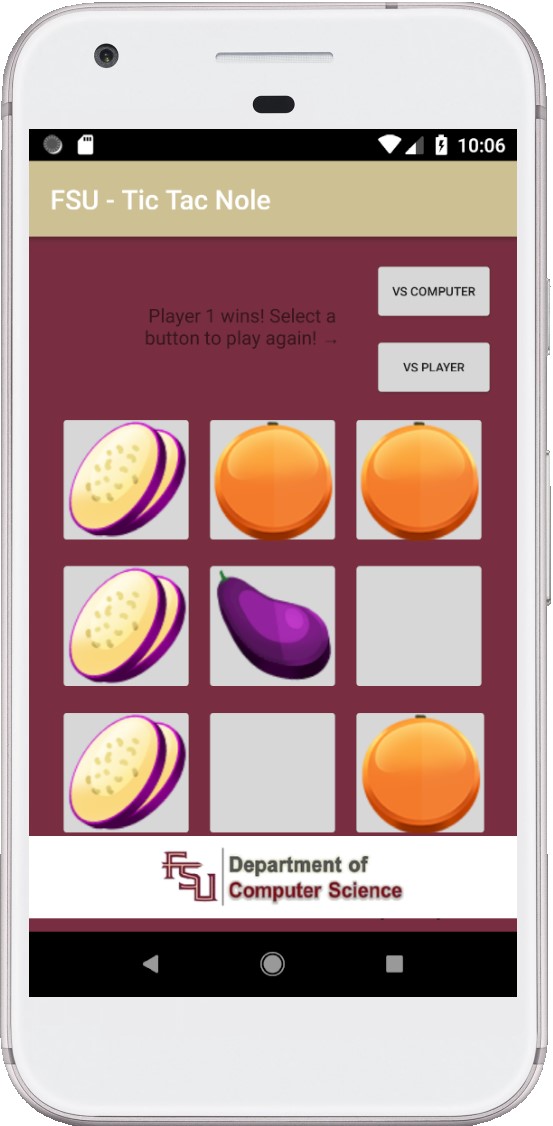 10:06
FSU - Tic Tac Nole
VS COMPUTER
Player 1 wins! Select a
button to play again! →
VS PLAYER
FSU
Department of
Computer Science